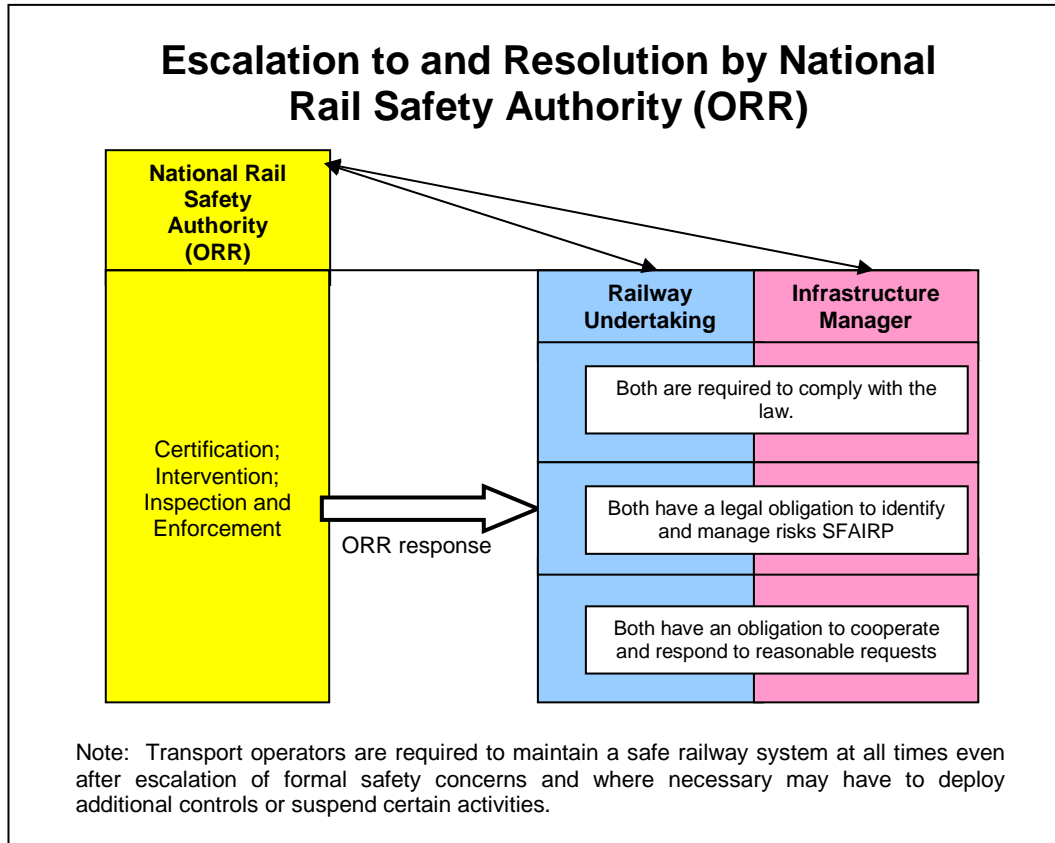 Escalation to and Resolution by National
Rail Safety Authority (ORR)
National Rail
Safety
Authority
(ORR)
Railway
Undertaking
Infrastructure
Manager
Both are required to comply with the
law.
Certification;
Intervention;
Inspection and
Enforcement
ORR response
Both have a legal obligation to identify
and manage risks SFAIRP
Both have an obligation to cooperate
and respond to reasonable requests
Note: Transport operators are required to maintain a safe railway system at all times even
after escalation of formal safety concerns and where necessary may have to deploy
additional controls or suspend certain activities.